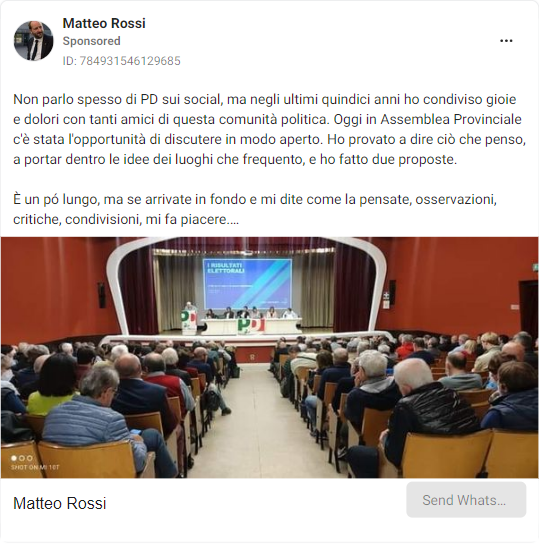 Matteo Rossi
Sponsored
ID: 784931546129685
Non parlo spesso di PD sui social, ma negli ultimi quindici anni ho condiviso gioie
e dolori con tanti amici di questa comunità politica. Oggi in Assemblea Provinciale
c'è stata l'opportunità di discutere in modo aperto. Ho provato a dire ciò che penso,
a portar dentro le idee dei luoghi che frequento, e ho fatto due proposte.
È un pó lungo, ma se arrivate in fondo e mi dite come la pensate, osservazioni,
critiche, condivisioni, mi fa piacere....
I RISULTATI
ELETTORALI
PD
PD
SHOT ON MI 10T
Matteo Rossi
Send Whats...